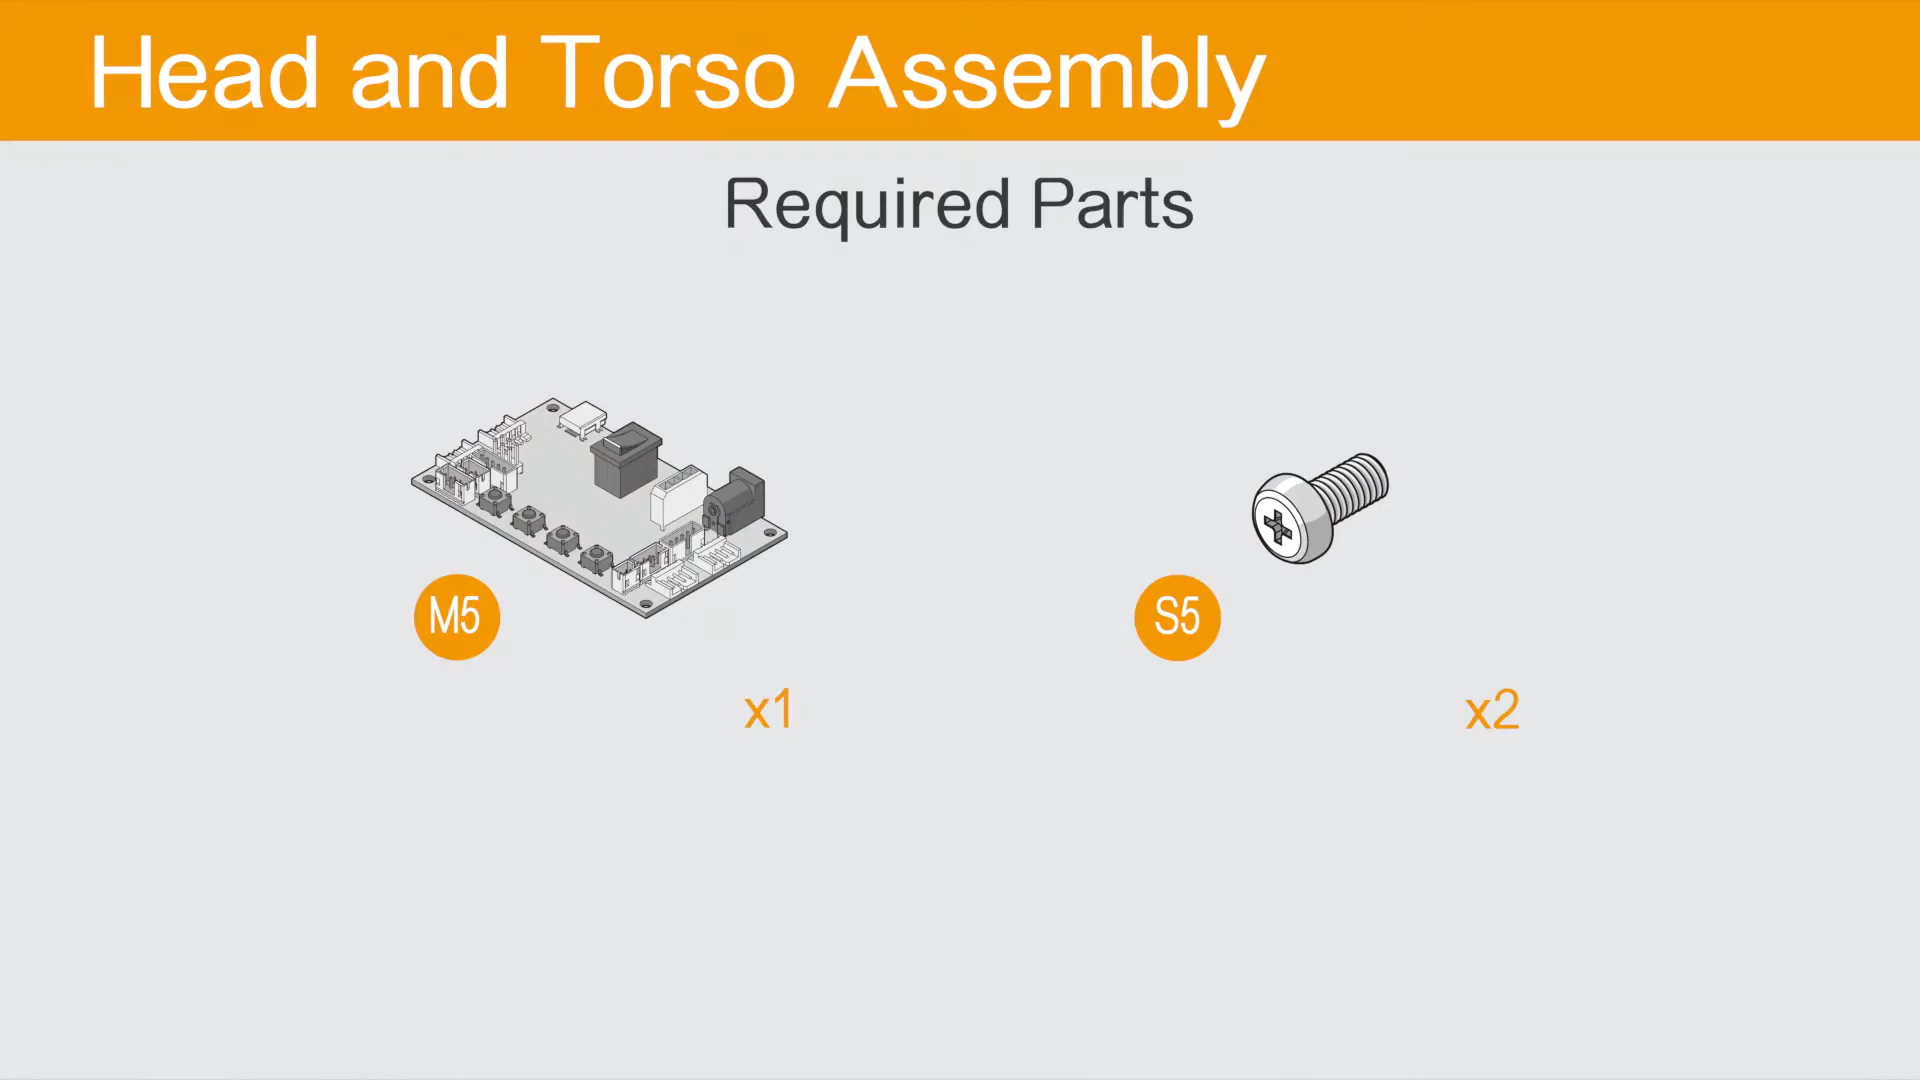 Head and Torso Assembly
Required Parts
M5
S5
x1
x2